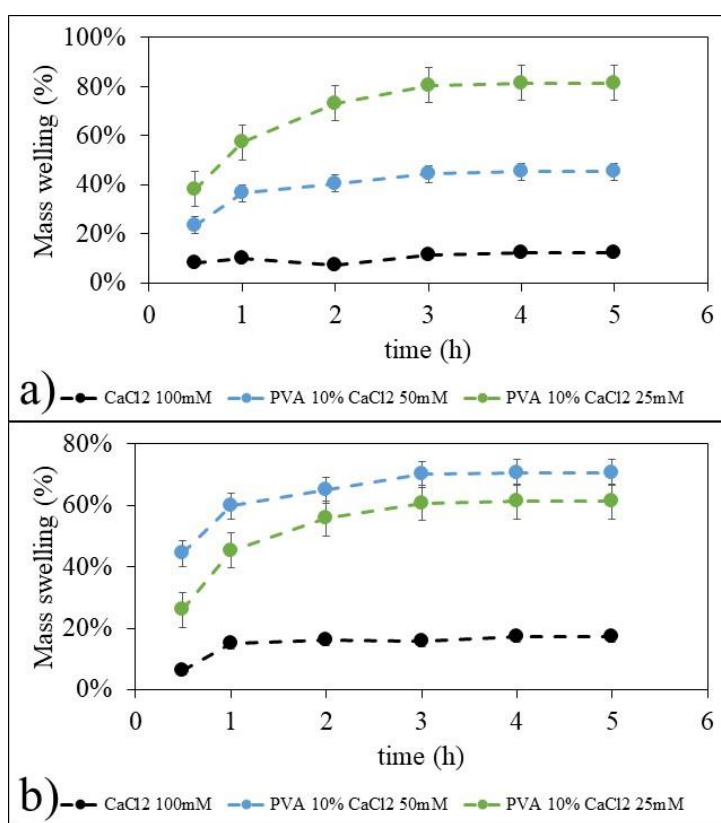 100%
80%
60%
40%
20%
0%
Mass welling (%)
0 1 2 3 4 5 6
time (h)
a)
CaCl2 100mM PVA 10% CaCl2 50mM PVA 10% CaCl2 25mM
80%
60%
40%
20%
0%
Mass swelling (%)
0 1 2 3 4 5 6
time (h)
b)
CaCl2 100mM PVA 10% CaCl2 50mM PVA 10% CaCl2 25mM